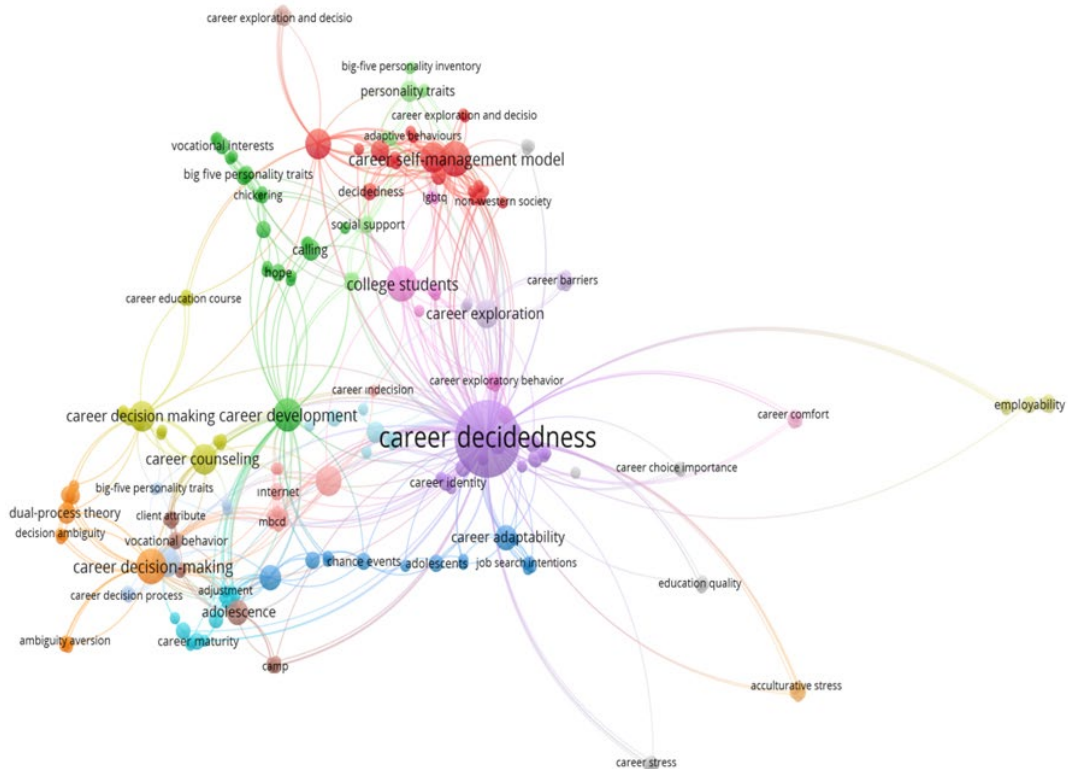 career exploration and decisio
big-five personality inventory
personality traits
career exploration and decisio
adaptive behaviours
vocational interests
career self-management model
big five personality traits
chickering
decidedness
lgbtq
non-western society
social support
calling
hope
career barriers
college students
career education course
career exploration
career exploratory behavior
career indecision
employability
career decision making
career development
career comfort
career decidedness
career counseling
career choice importance
career identity
big-five personality traits
internet
dual-process theory
client attribute
mbcd
decision ambiguity
vocational behavior
career adaptability
chance events
adolescents
job search intentions
career decision-making
education quality
adjustment
career decision process
adolescence
ambiguity aversion
career maturity
camp
acculturative stress
career stress